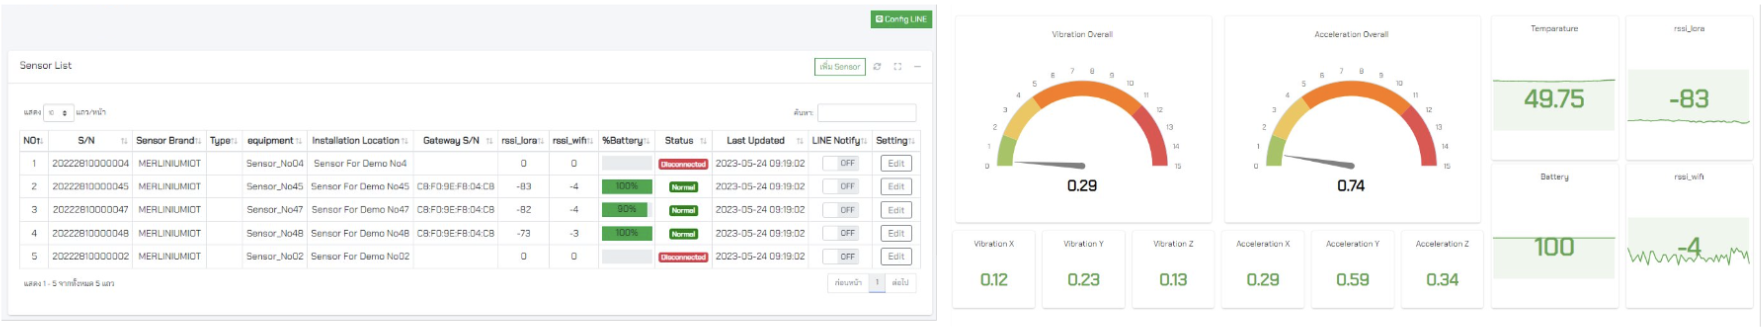 Config LINE
Sensor List
เพิ่ม Sensor
แสดง 10 แถว/หน้า
ค้นหา:
NO S/N Sensor Brand Type equipment Installation Location Gateway S/N rssi_lora rssi_wifi %Battery Status Last Updated LINE Notify Setting
1 20222810000004 MERLINIUMIOT Sensor_No04 Sensor For Demo No4 0 0 Disconnected 2023-05-24 09:19:02 OFF Edit
2 20222810000045 MERLINIUMIOT Sensor_No45 Sensor For Demo No45 C8:F0:9E:F8:04:C8 -83 -4 100% Normal 2023-05-24 09:19:02 OFF Edit
3 20222810000047 MERLINIUMIOT Sensor_No47 Sensor For Demo No47 C8:F0:9E:F8:04:C8 -82 -4 90% Normal 2023-05-24 09:19:02 OFF Edit
4 20222810000048 MERLINIUMIOT Sensor_No48 Sensor For Demo No48 C8:F0:9E:F8:04:C8 -73 -3 100% Normal 2023-05-24 09:19:02 OFF Edit
5 20222810000002 MERLINIUMIOT Sensor_No02 Sensor For Demo No02 0 0 Disconnected 2023-05-24 09:19:02 OFF Edit
แสดง 1 - 5 จากทั้งหมด 5 แถว
ก่อนหน้า 1 ต่อไป
Vibration Overall
0 1 2 3 4 5 6 7 8 9 10 11 12 13 14 15
0.29
Acceleration Overall
0 1 2 3 4 5 6 7 8 9 10 11 12 13 14 15
0.74
Temparature
49.75
rssi_lora
-83
Vibration X
0.12
Vibration Y
0.23
Vibration Z
0.13
Acceleration X
0.29
Acceleration Y
0.59
Acceleration Z
0.34
Battery
100
rssi_wifi
-4